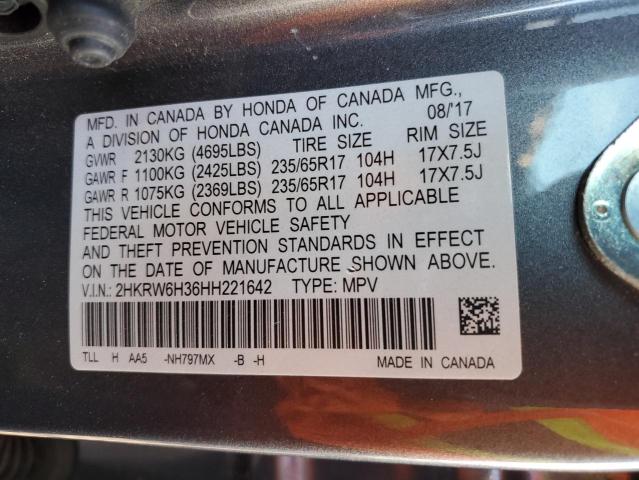 MFD. IN CANADA BY HONDA OF CANADA MFG.,
A DIVISION OF HONDA CANADA INC. 08/'17
GVWR 2130KG (4695LBS) TIRE SIZE RIM SIZE
GAWR F 1100KG (2425LBS) 235/65R17 104H 17X7.5J
GAWR R 1075KG (2369LBS) 235/65R17 104H 17X7.5J
THIS VEHICLE CONFORMS TO ALL APPLICABLE
FEDERAL MOTOR VEHICLE SAFETY
AND THEFT PREVENTION STANDARDS IN EFFECT
ON THE DATE OF MANUFACTURE SHOWN ABOVE.
V.I.N.: 2HKRW6H36HH221642 TYPE: MPV
TLL H AA5 -NH797MX -B -H MADE IN CANADA